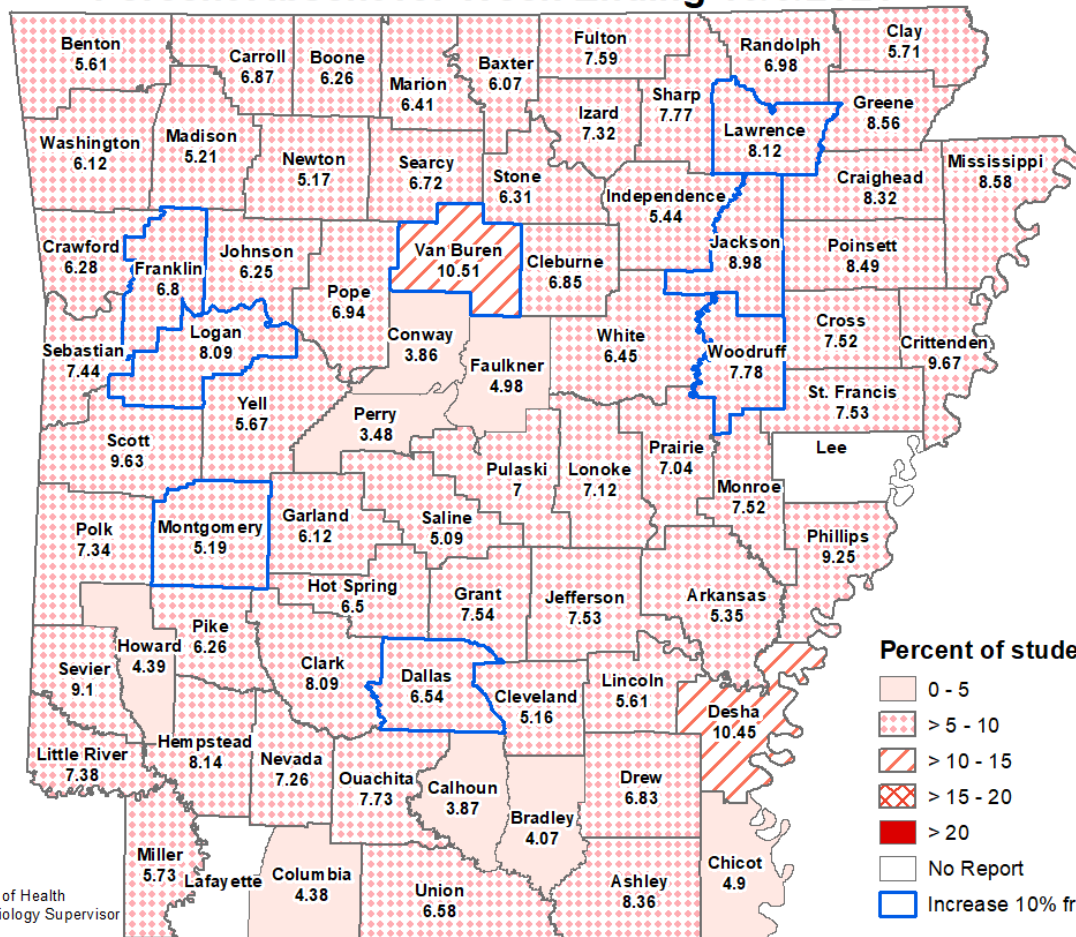 Benton
5.61
Carroll
6.87
Boone
6.26
Marion
6.41
Baxter
6.07
Fulton
7.59
Sharp
7.77
Randolph
6.98
Clay
5.71
Washington
6.12
Madison
5.21
Newton
5.17
Searcy
6.72
Stone
6.31
Izard
7.32
Independence
5.44
Lawrence
8.12
Greene
8.56
Craighead
8.32
Mississippi
8.58
Crawford
6.28
Franklin
6.8
Johnson
6.25
Pope
6.94
Van Buren
10.51
Cleburne
6.85
Jackson
8.98
Poinsett
8.49
Sebastian
7.44
Logan
8.09
Conway
3.86
Faulkner
4.98
White
6.45
Woodruff
7.78
Cross
7.52
Crittenden
9.67
Scott
9.63
Yell
5.67
Perry
3.48
Pulaski
7
Lonoke
7.12
Prairie
7.04
Monroe
7.52
St. Francis
7.53
Lee
Polk
7.34
Montgomery
5.19
Garland
6.12
Saline
5.09
Hot Spring
6.5
Grant
7.54
Jefferson
7.53
Arkansas
5.35
Phillips
9.25
Sevier
9.1
Howard
4.39
Pike
6.26
Clark
8.09
Dallas
6.54
Cleveland
5.16
Lincoln
5.61
Desha
10.45
Little River
7.38
Hempstead
8.14
Nevada
7.26
Ouachita
7.73
Calhoun
3.87
Bradley
4.07
Drew
6.83
Miller
5.73
Lafayette
Columbia
4.38
Union
6.58
Ashley
8.36
Chicot
4.9
Percent of stude
0 - 5
> 5 - 10
> 10 - 15
> 15 - 20
> 20
No Report
Increase 10% fr
of Health
iology Supervisor